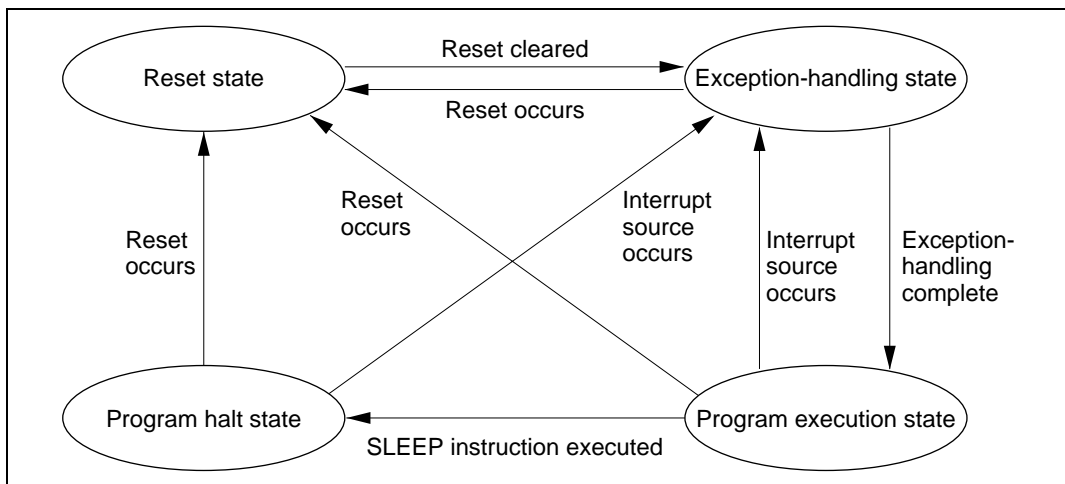 Reset cleared
Reset state
Exception-handling state
Reset occurs
Reset
occurs
Interrupt
source
occurs
Reset
occurs
Interrupt
source
occurs
Exception-
handling
complete
Program halt state
Program execution state
SLEEP instruction executed